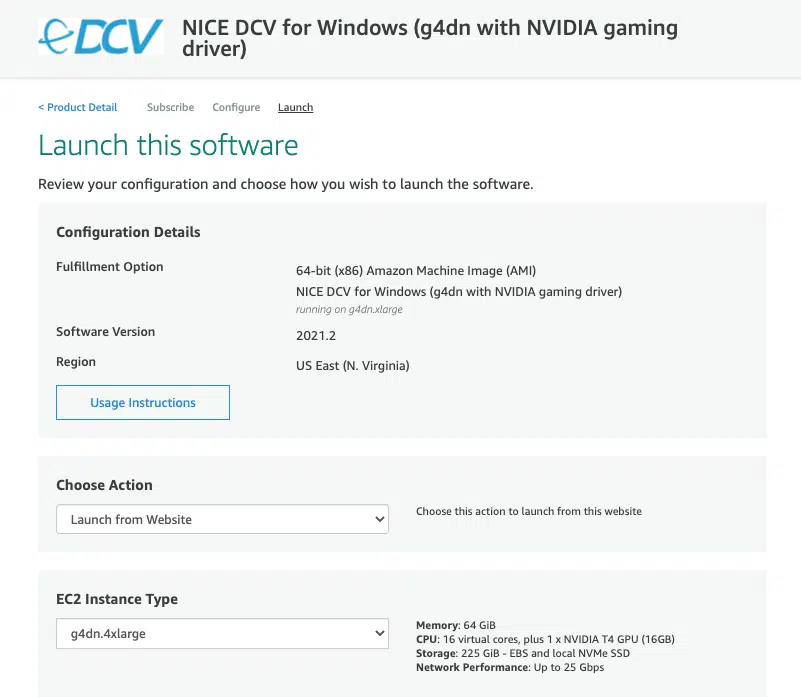 DCV
NICE DCV for Windows (g4dn with NVIDIA gaming
driver)
< Product Detail Subscribe Configure Launch
Launch this software
Review your configuration and choose how you wish to launch the software.
Configuration Details
Fulfillment Option
64-bit (x86) Amazon Machine Image (AMI)
NICE DCV for Windows (g4dn with NVIDIA gaming driver)
running on g4dn.xlarge
Software Version
2021.2
Region
US East (N. Virginia)
Usage Instructions
Choose Action
Launch from Website
Choose this action to launch from this website
EC2 Instance Type
g4dn.4xlarge
Memory: 64 GiB
CPU: 16 virtual cores, plus 1 x NVIDIA T4 GPU (16GB)
Storage: 225 GiB - EBS and local NVMe SSD
Network Performance: Up to 25 Gbps